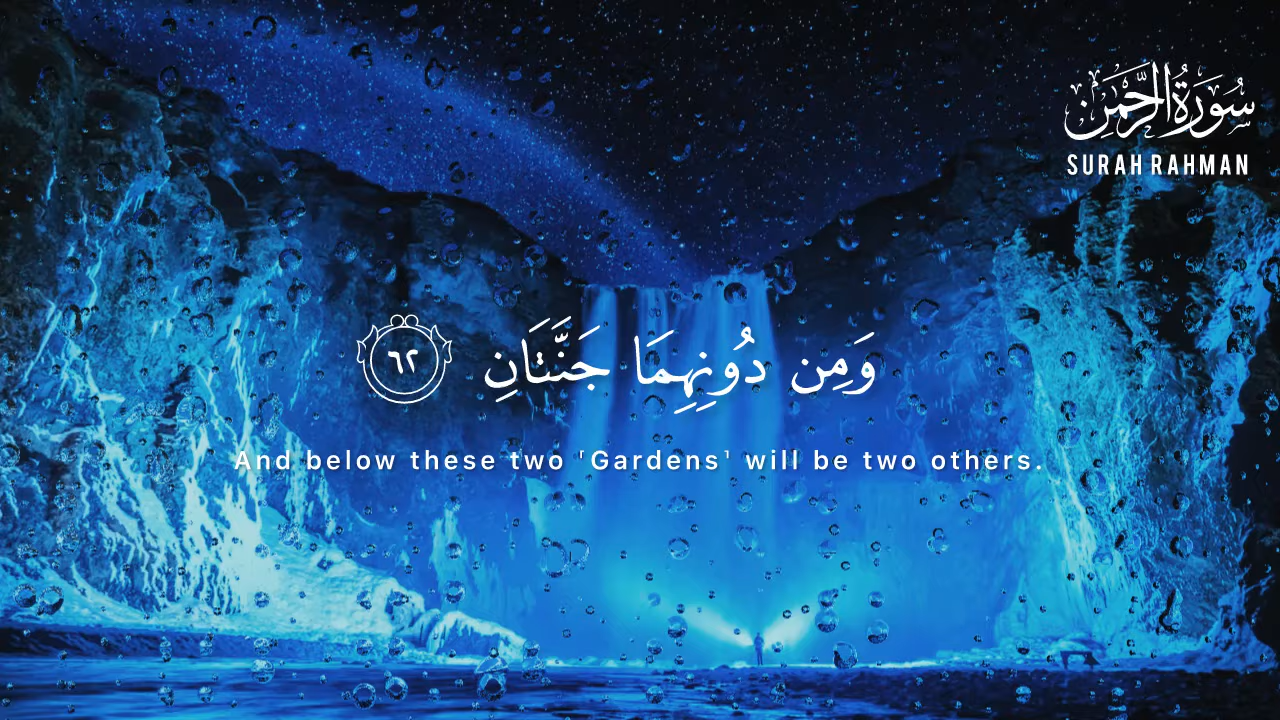 سُورَةُ الرَّحْمَٰن
SURAH RAHMAN
وَمِن دُونِهِمَا جَنَّتَانِ ٦٢
And below these two ˹Gardens˺ will be two others.